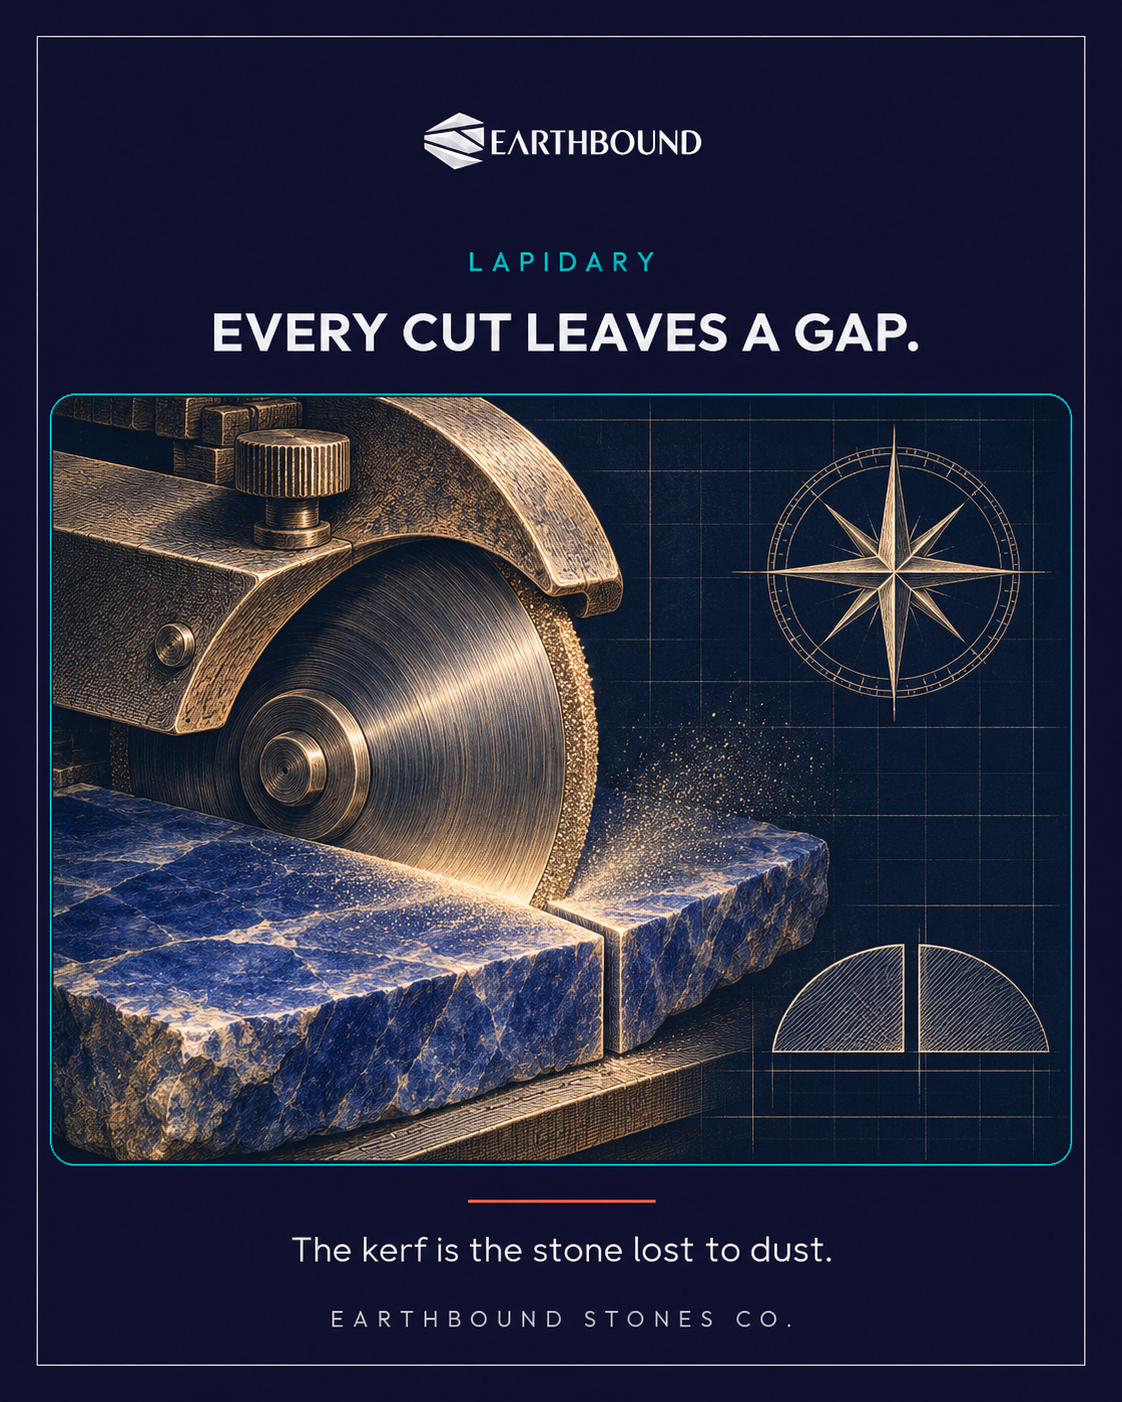 EARTHBOUND
LAPIDARY
EVERY CUT LEAVES A GAP.
The kerf is the stone lost to dust.
EARTHBOUND STONES CO.